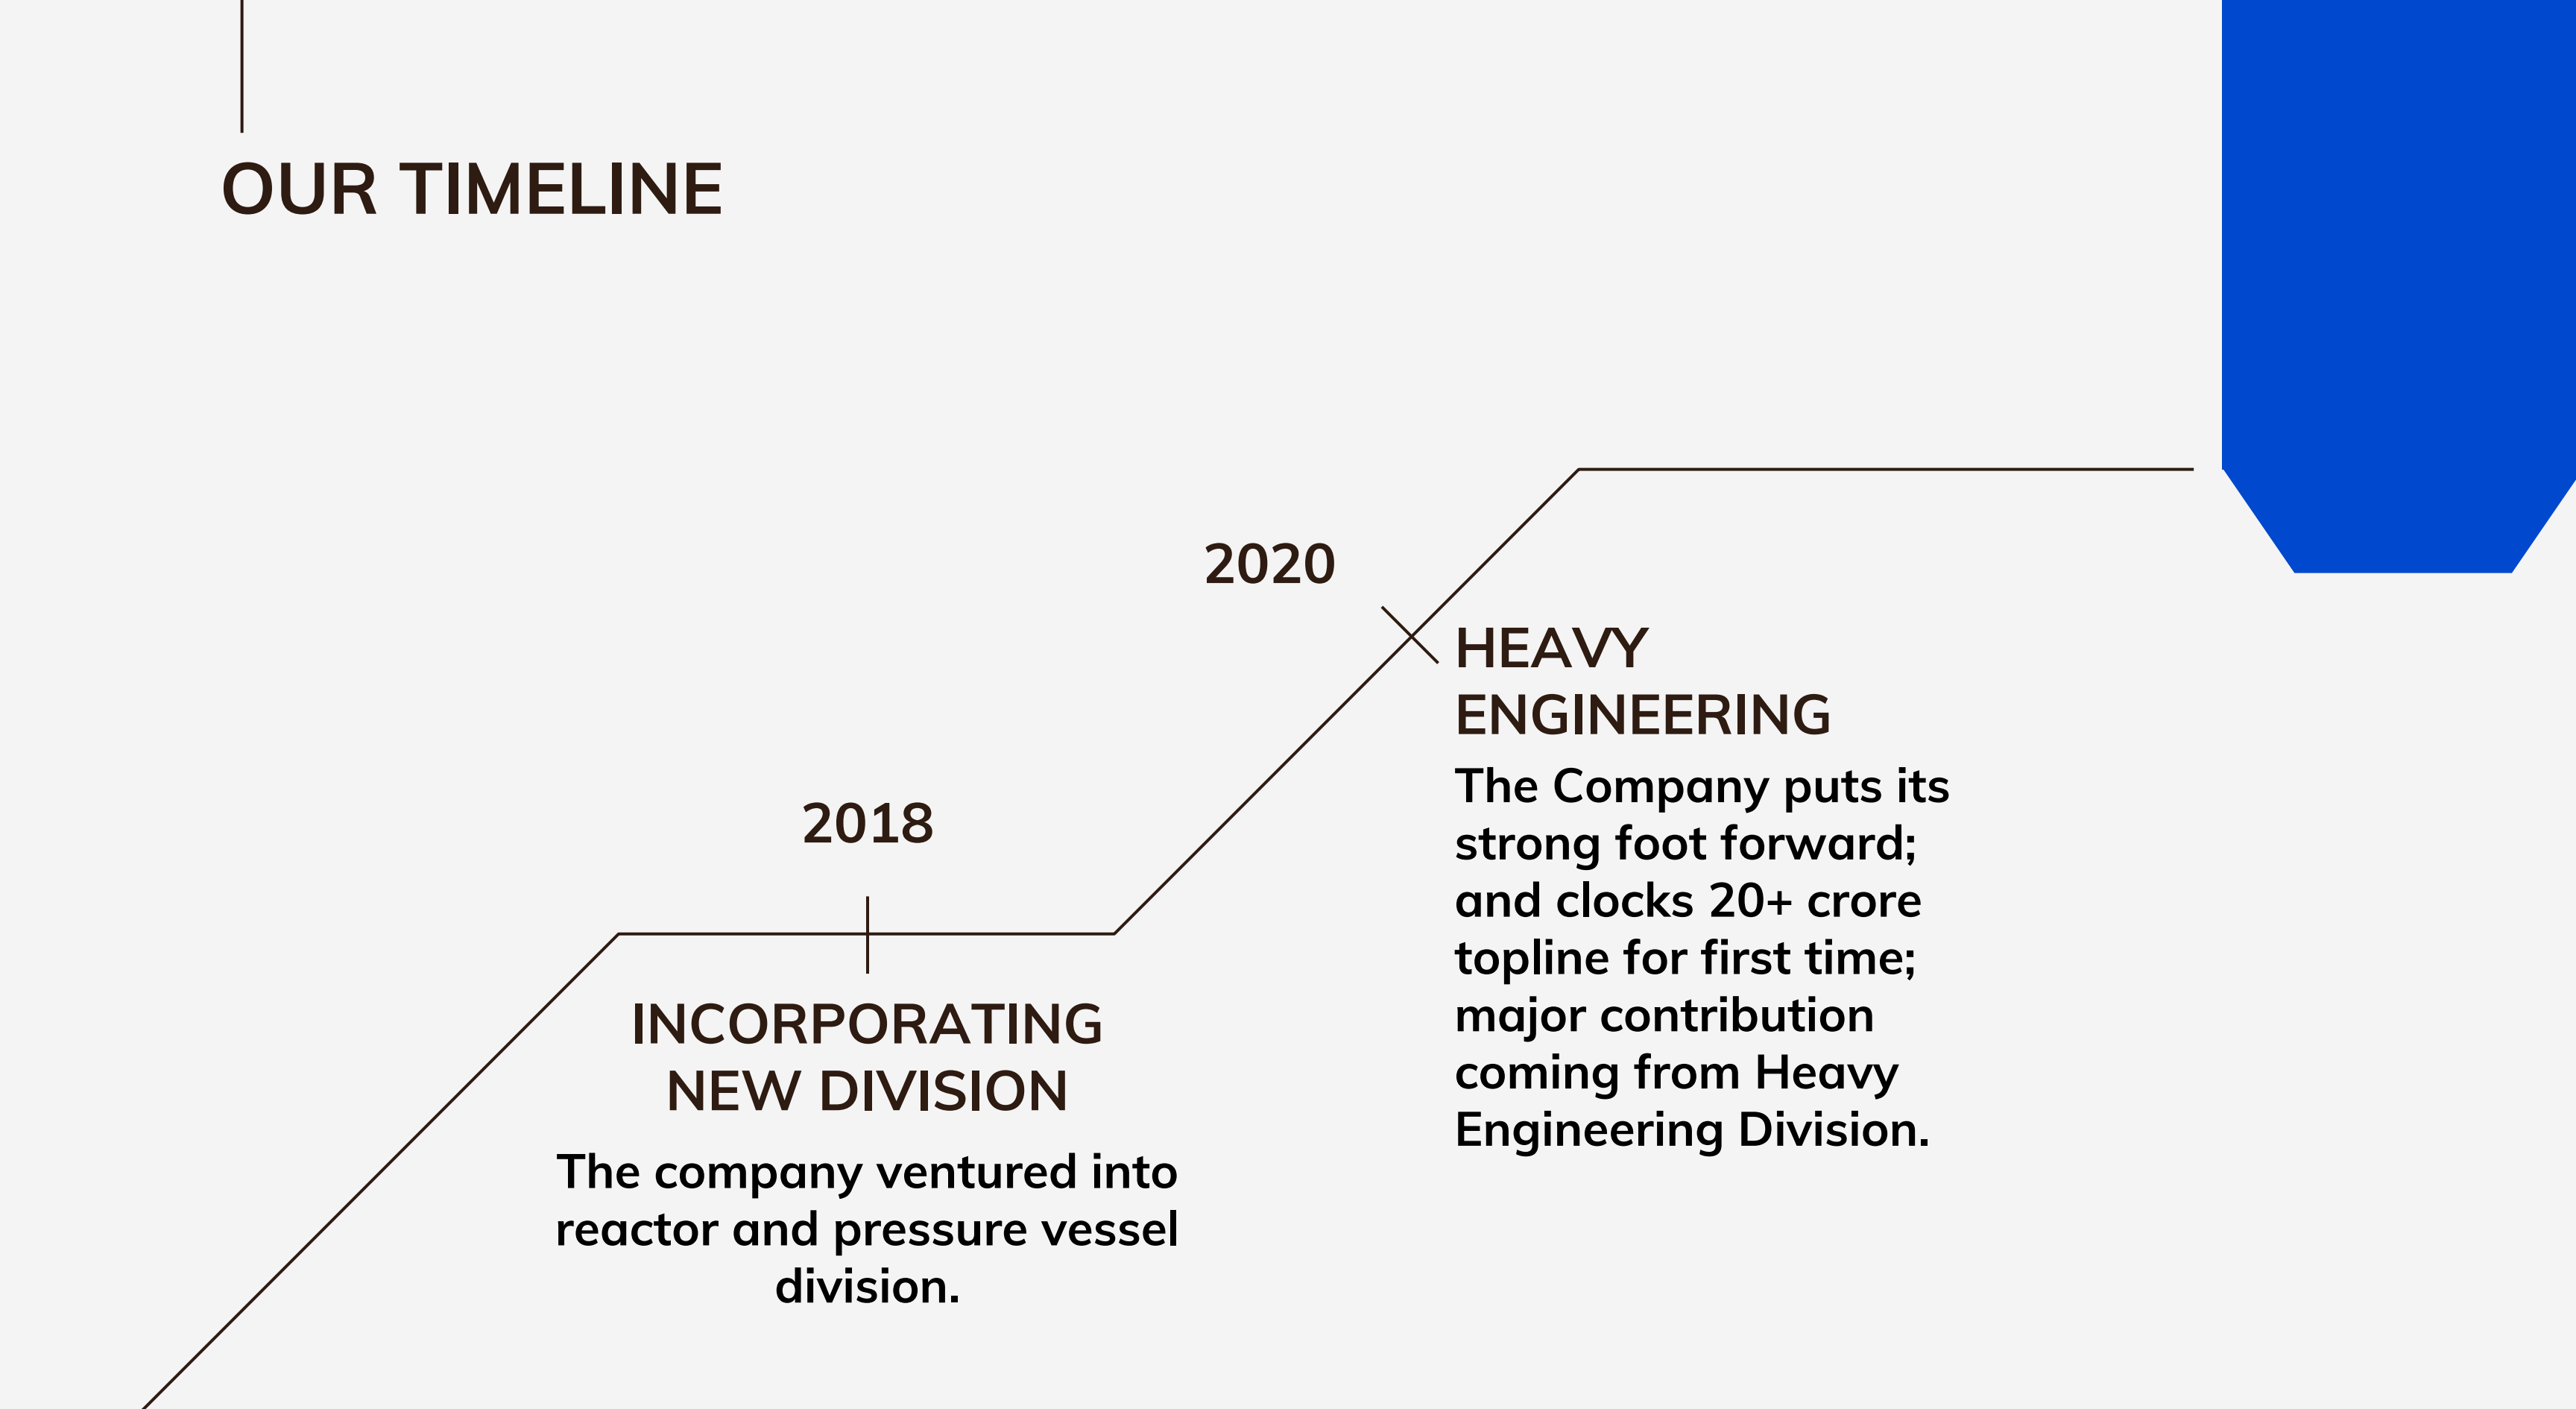 OUR TIMELINE
2018
INCORPORATING
NEW DIVISION
The company ventured into
reactor and pressure vessel
division.
2020
HEAVY
ENGINEERING
The Company puts its
strong foot forward;
and clocks 20+ crore
topline for first time;
major contribution
coming from Heavy
Engineering Division.